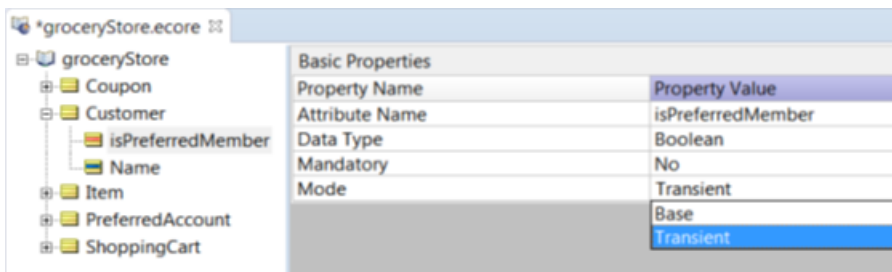 *groceryStore.ecore
groceryStore
Coupon
Customer
isPreferredMember
Name
Item
PreferredAccount
ShoppingCart
Basic Properties
Property Name Property Value
Attribute Name isPreferredMember
Data Type Boolean
Mandatory No
Mode Transient
Base
Transient